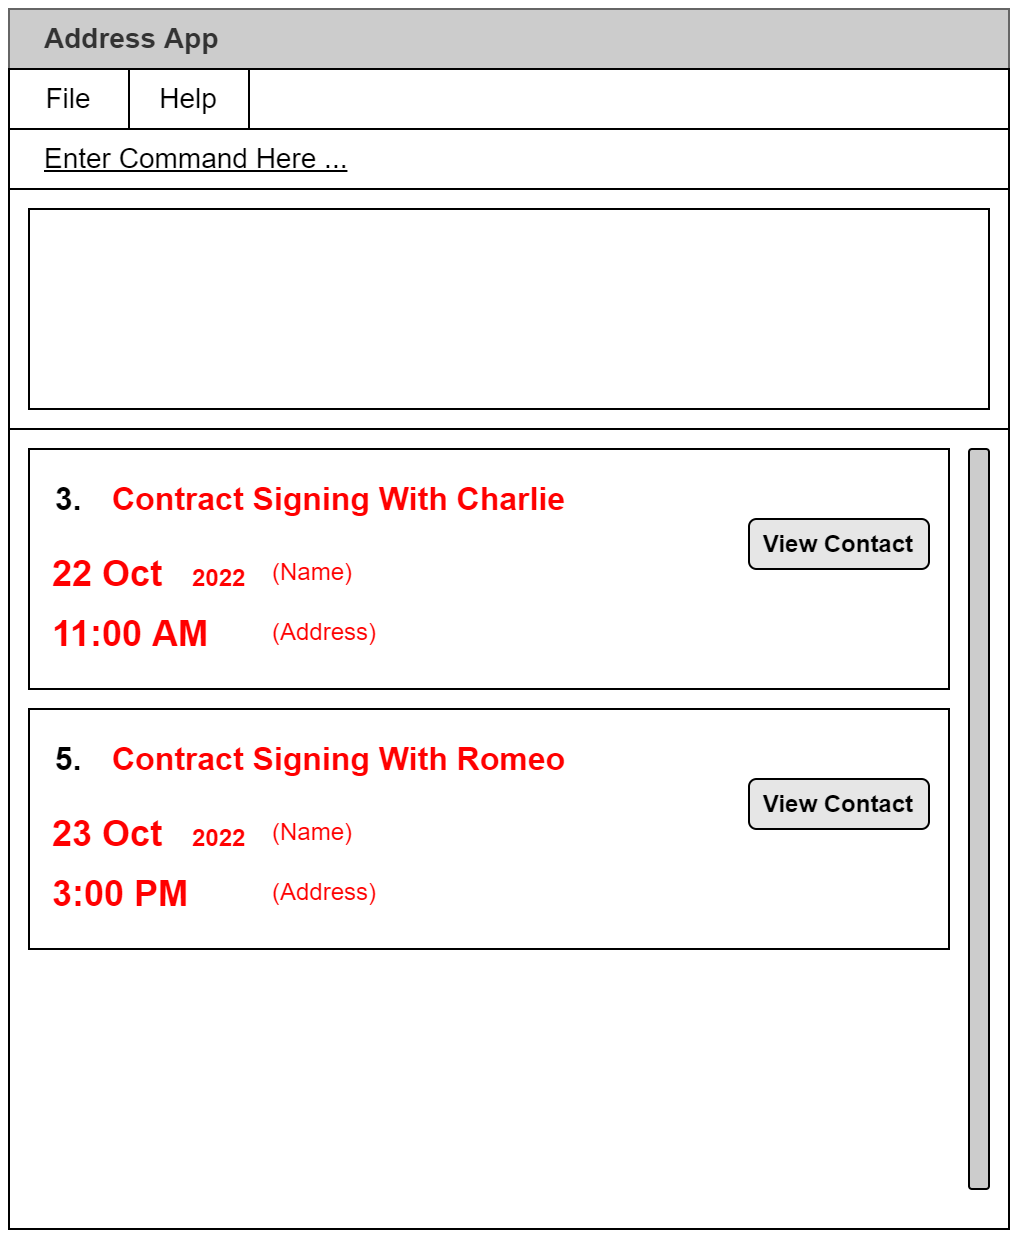 Address App
File Help
Enter Command Here ...
3. Contract Signing With Charlie
View Contact
22 Oct 2022 (Name)
11:00 AM (Address)
5. Contract Signing With Romeo
View Contact
23 Oct 2022 (Name)
3:00 PM (Address)